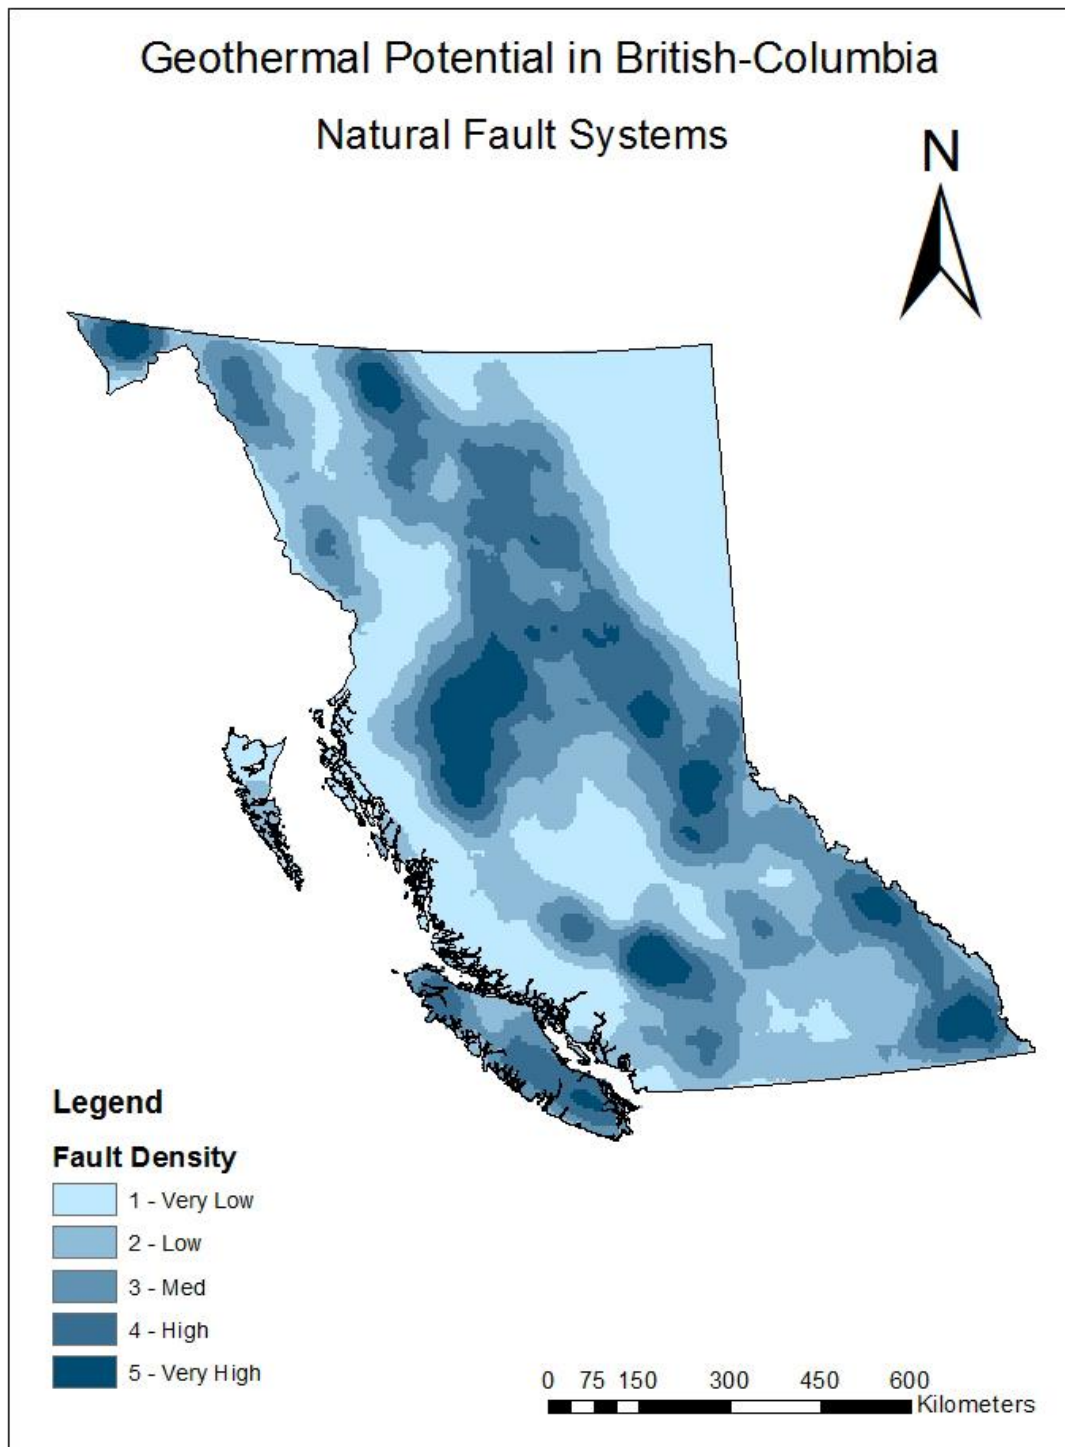 Geothermal Potential in British-Columbia
Natural Fault Systems
N
Legend
Fault Density
1 - Very Low
2 - Low
3 - Med
4 - High
5 - Very High
0 75 150 300 450 600
Kilometers